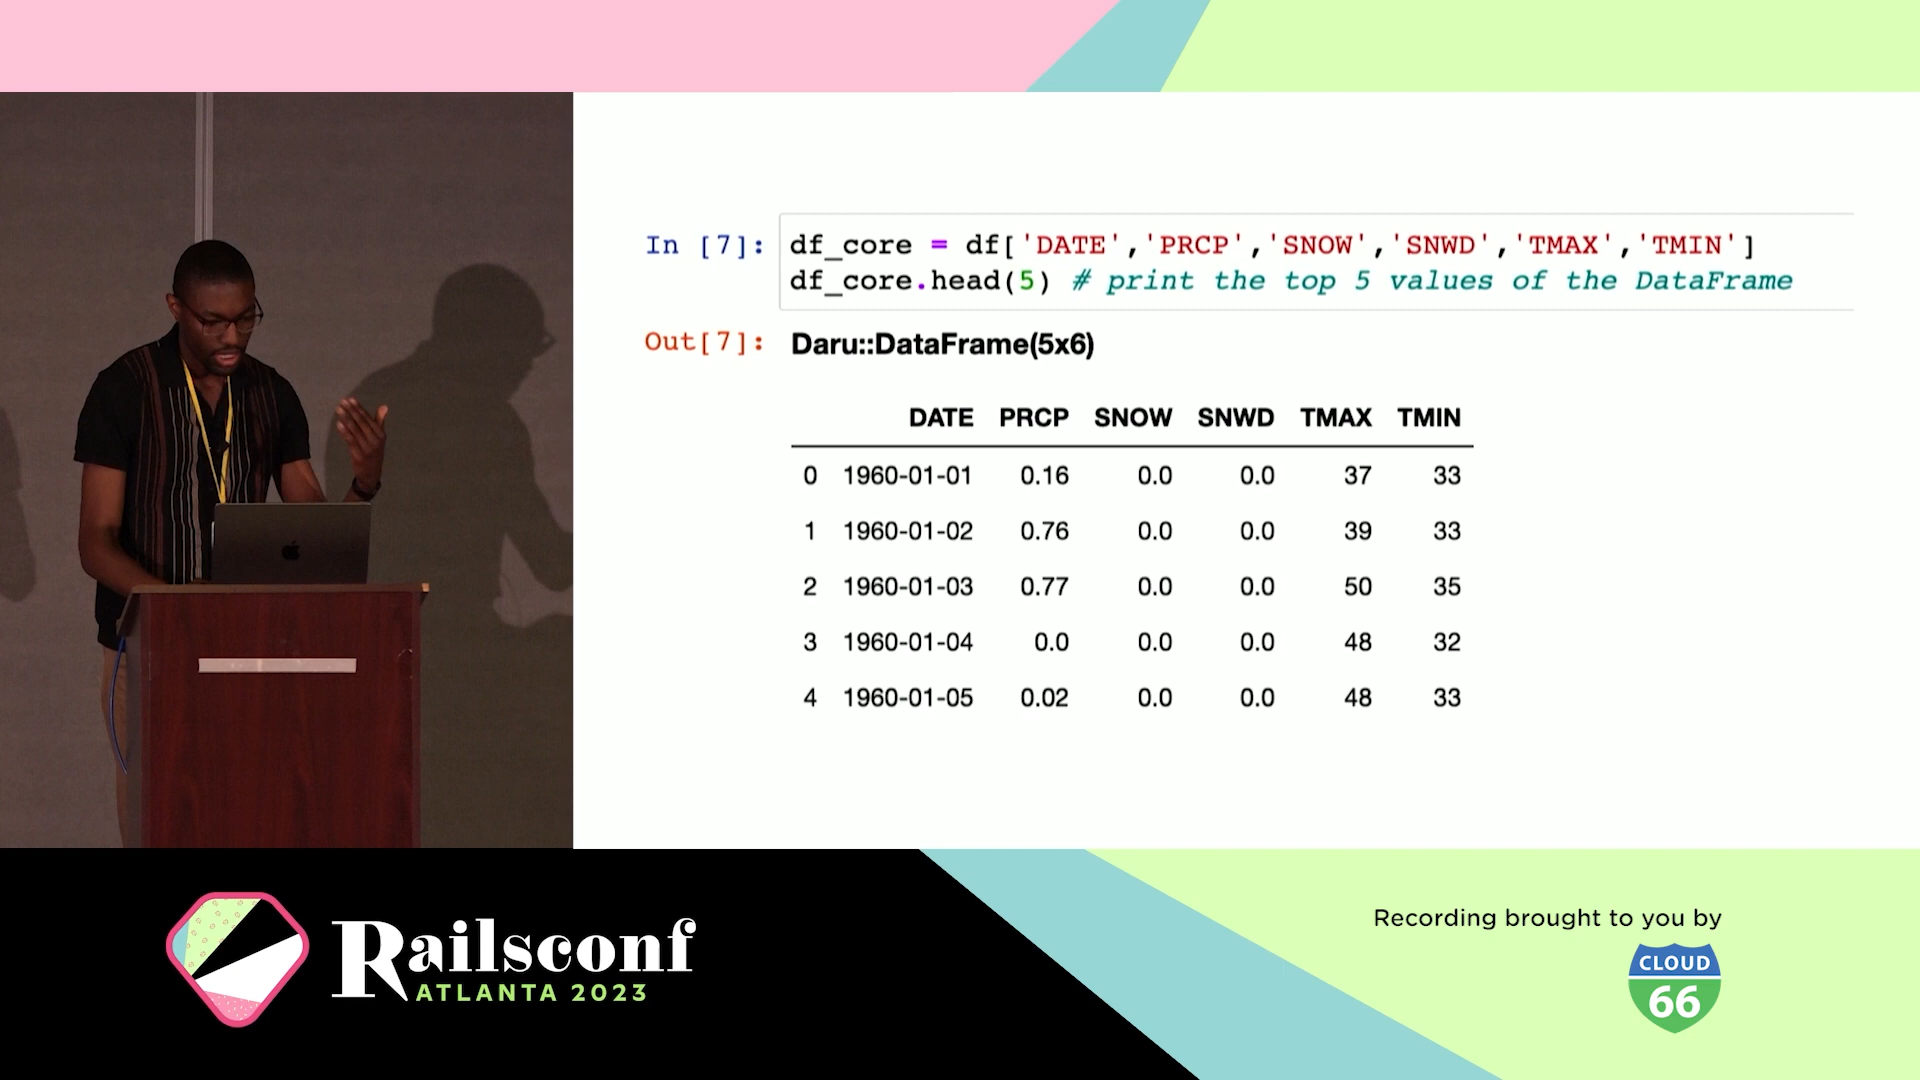 In [7]: df_core = df['DATE','PRCP','SNOW','SNWD','TMAX','TMIN']
df_core.head(5) # print the top 5 values of the DataFrame
Out[7]: Daru::DataFrame(5x6)
DATE PRCP SNOW SNWD TMAX TMIN
0 1960-01-01 0.16 0.0 0.0 37 33
1 1960-01-02 0.76 0.0 0.0 39 33
2 1960-01-03 0.77 0.0 0.0 50 35
3 1960-01-04 0.0 0.0 0.0 48 32
4 1960-01-05 0.02 0.0 0.0 48 33
Railsconf
ATLANTA 2023
Recording brought to you by
CLOUD
66